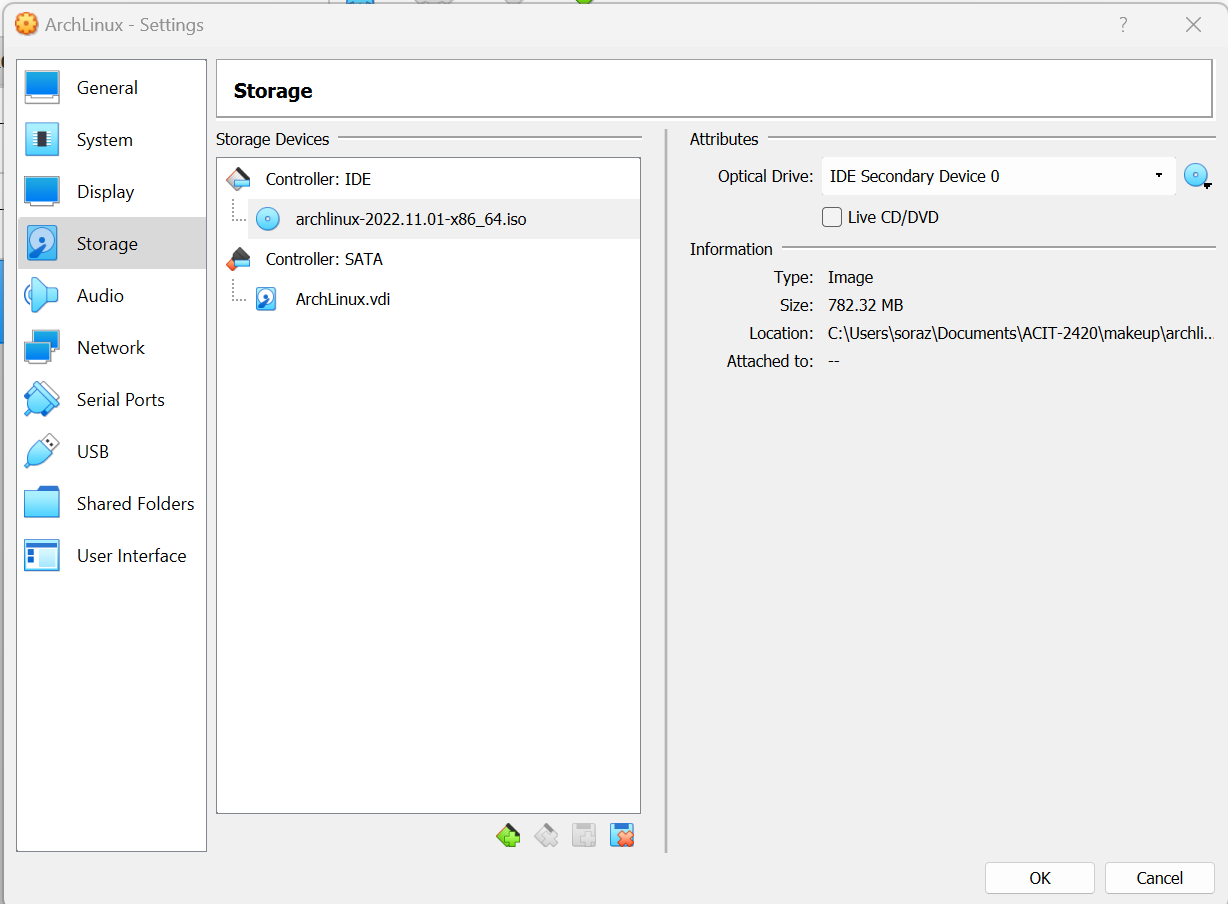 ArchLinux - Settings
?
General
System
Display
Storage
Audio
Network
Serial Ports
USB
Shared Folders
User Interface
Storage
Storage Devices
Controller: IDE
archlinux-2022.11.01-x86_64.iso
Controller: SATA
ArchLinux.vdi
Attributes
Optical Drive: IDE Secondary Device 0
Live CD/DVD
Information
Type: Image
Size: 782.32 MB
Location: C:\Users\soraz\Documents\ACIT-2420\makeup\archli...
Attached to: --
OK
Cancel